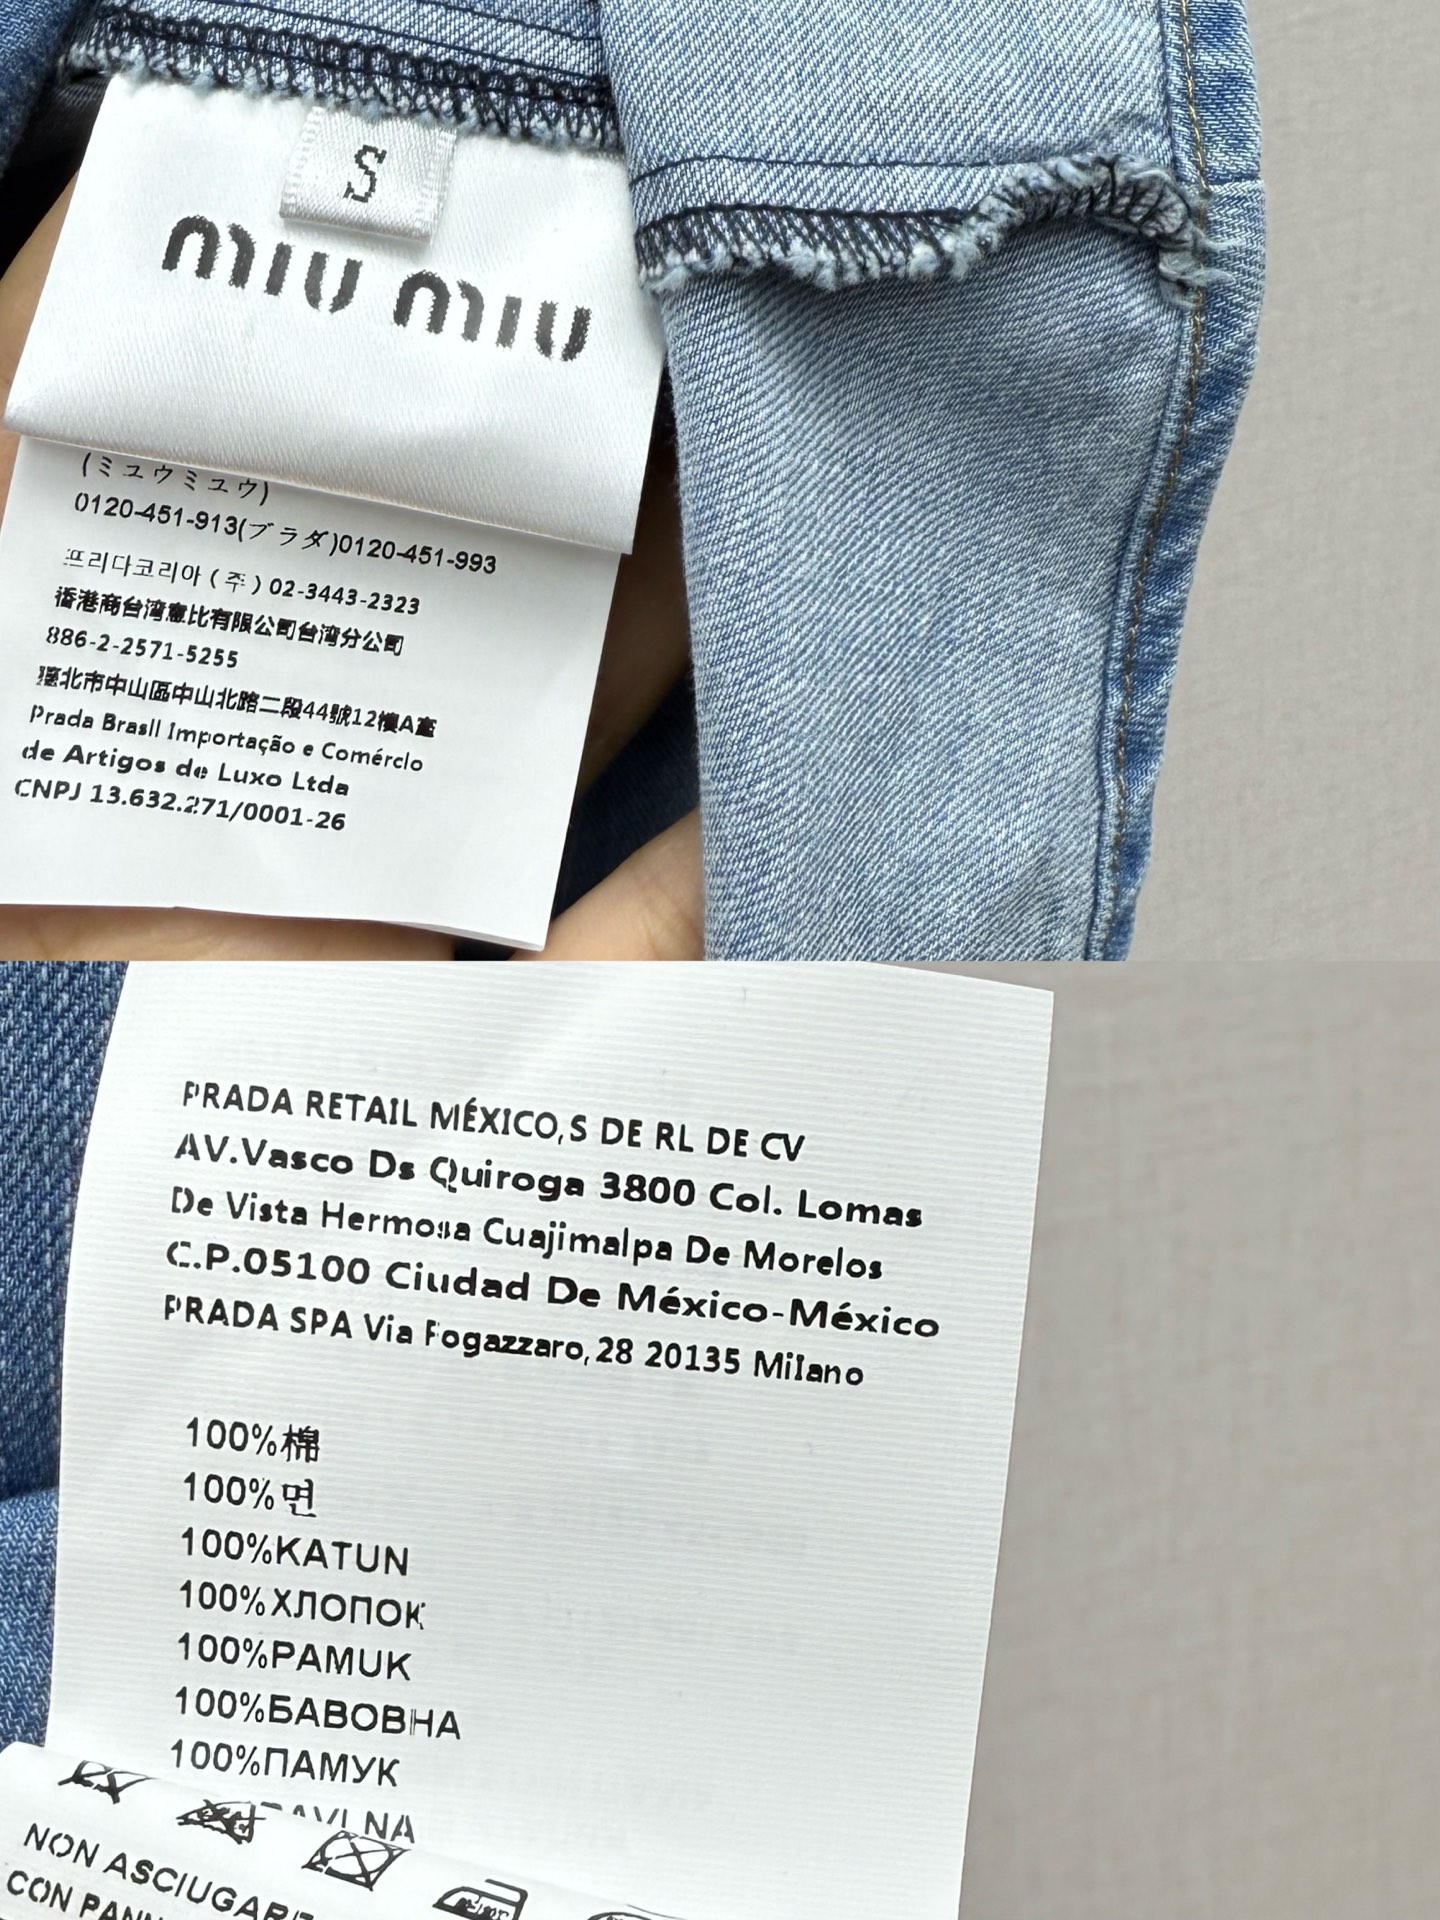 S
miu miu
(ミュウミュウ)
0120-451-913(プラダ)0120-451-993
프리다코리아 (주) 02-3443-2323
香港商台湾憲比有限公司台湾分公司
886-2-2571-5255
臺北市中山區中山北路二段44號12樓A室
Prada Brasll Importação e Comérclo
de Artigos de Luxo Ltda
CNPJ 13.632.271/0001-26
PRADA RETAIL MÉXICO,S DE RL DE CV
AV.Vasco Ds Quiroga 3800 Col. Lomas
De Vista Hermosa Cuajimalpa De Morelos
C.P.05100 Ciudad De México-México
PRADA SPA Via Fogazzaro,28 20135 MiIano
100%棉
100%면
100%KATUN
100%ХЛОПОК
100%PAMUK
100%БАВОВНА
100%ПАМУК
NON ASCIUGARE
CON